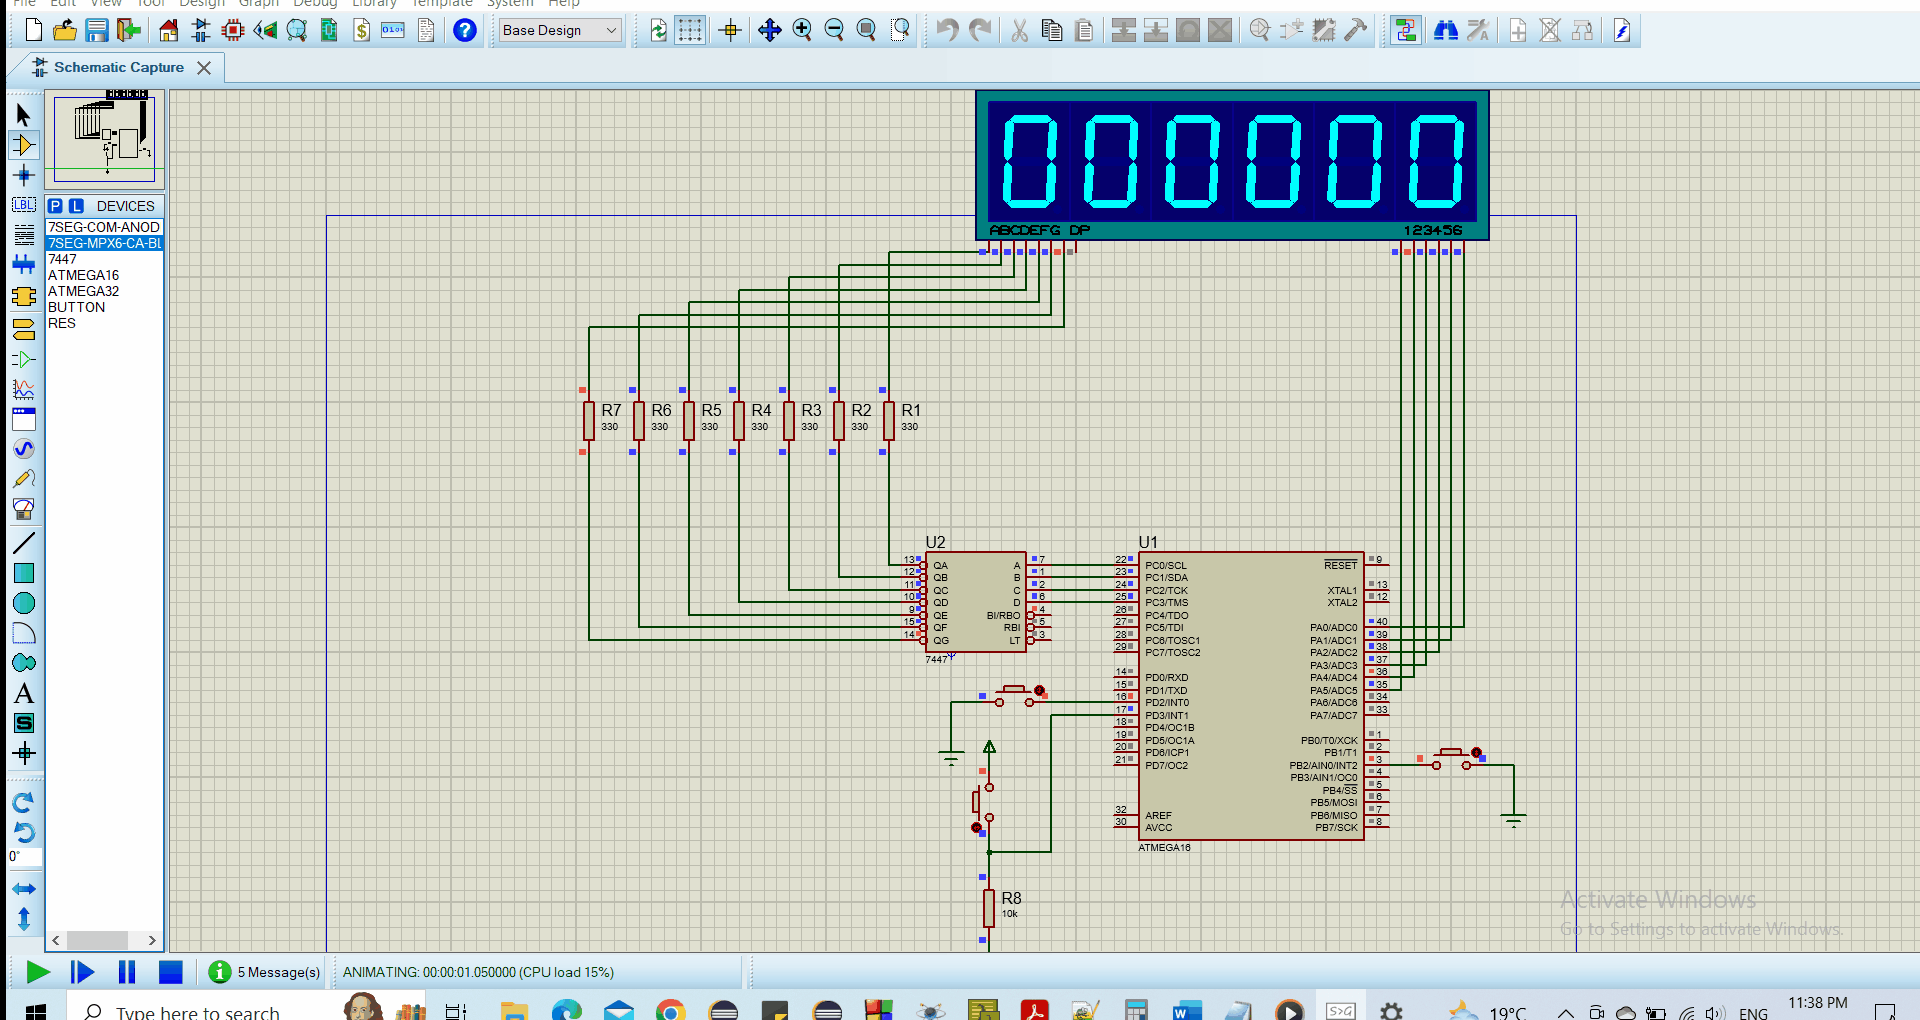 File Edit View Tool Design Graph Debug Library Template System Help
Base Design
Schematic Capture
P L DEVICES
7SEG-COM-ANOD
7SEG-MPX6-CA-BL
7447
ATMEGA16
ATMEGA32
BUTTON
RES
LBL
A
S
0°
000000
ABCDEFG DP
123456
R7
330
R6
330
R5
330
R4
330
R3
330
R2
330
R1
330
U2
13 QA A 7
12 QB B 1
11 QC C 2
10 QD D 6
9 QE BI/RBO 4
15 QF RBI 5
14 QG LT 3
7447
U1
22 PC0/SCL RESET 9
23 PC1/SDA
24 PC2/TCK XTAL1 13
25 PC3/TMS XTAL2 12
26 PC4/TDO
27 PC5/TDI PA0/ADC0 40
28 PC6/TOSC1 PA1/ADC1 39
29 PC7/TOSC2 PA2/ADC2 38
PA3/ADC3 37
14 PD0/RXD PA4/ADC4 36
15 PD1/TXD PA5/ADC5 35
16 PD2/INT0 PA6/ADC6 34
17 PD3/INT1 PA7/ADC7 33
18 PD4/OC1B
19 PD5/OC1A PB0/T0/XCK 1
20 PD6/ICP1 PB1/T1 2
21 PD7/OC2 PB2/AIN0/INT2 3
PB3/AIN1/OC0 4
PB4/SS 5
PB5/MOSI 6
32 AREF PB6/MISO 7
30 AVCC PB7/SCK 8
ATMEGA16
R8
10k
Activate Windows
Go to Settings to activate Windows.
5 Message(s)
ANIMATING: 00:00:01.050000 (CPU load 15%)
Type here to search
19°C
ENG
11:38 PM